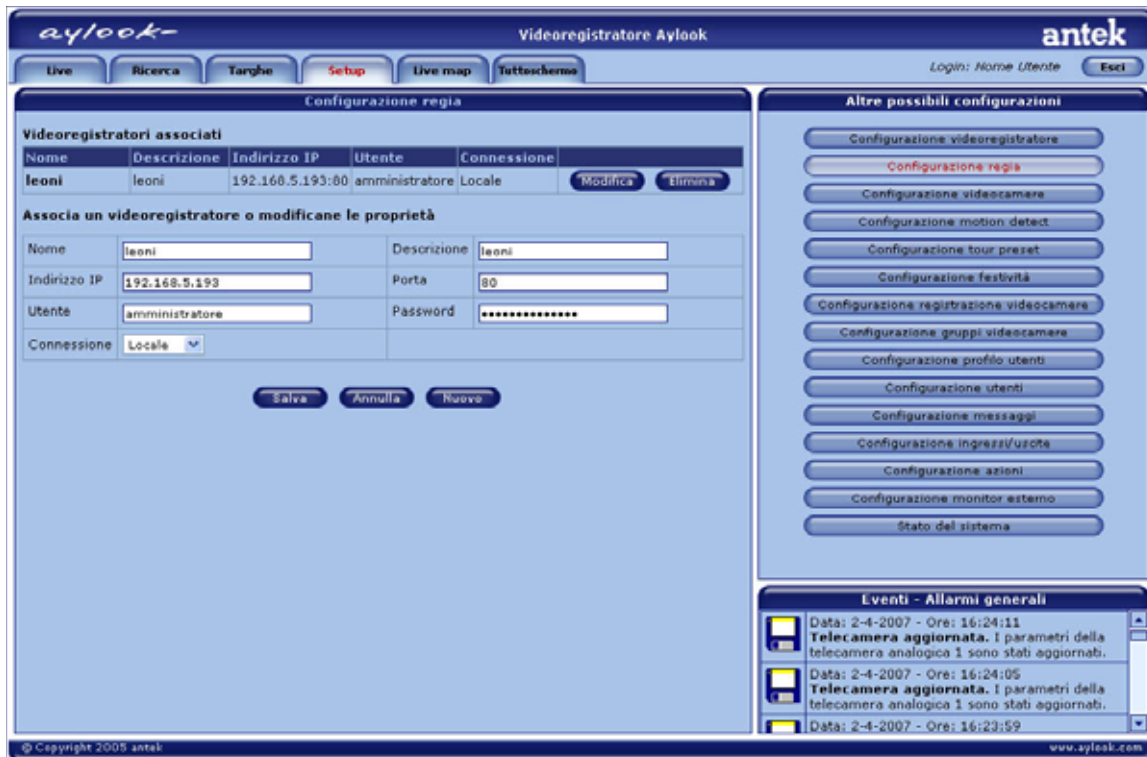 aylook-
Videoregistratore Aylook
antek
Live
Ricerca
Targhe
Setup
Live map
Tuttoschermo
Login: Nome Utente
Esci
Configurazione regia
Videoregistratori associati
Nome Descrizione Indirizzo IP Utente Connessione
leoni leoni 192.168.5.193:80 amministratore Locale Modifica Elimina
Associa un videoregistratore o modificane le proprietà
Nome leoni Descrizione leoni
Indirizzo IP 192.168.5.193 Porta 80
Utente amministratore Password ••••••••••••••
Connessione Locale
Salva Annulla Nuovo
Altre possibili configurazioni
Configurazione videoregistratore
Configurazione regia
Configurazione videocamere
Configurazione motion detect
Configurazione tour preset
Configurazione festività
Configurazione registrazione videocamere
Configurazione gruppi videocamere
Configurazione profilo utenti
Configurazione utenti
Configurazione messaggi
Configurazione ingressi/uscite
Configurazione azioni
Configurazione monitor esterno
Stato del sistema
Eventi - Allarmi generali
Data: 2-4-2007 - Ore: 16:24:11
Telecamera aggiornata. I parametri della
telecamera analogica 1 sono stati aggiornati.
Data: 2-4-2007 - Ore: 16:24:05
Telecamera aggiornata. I parametri della
telecamera analogica 1 sono stati aggiornati.
Data: 2-4-2007 - Ore: 16:23:59
© Copyright 2005 antek
www.aylook.com